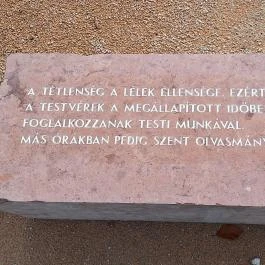 A TÉTLENSÉG A LÉLEK ELLENSÉGE. EZÉRT
A TESTVÉREK A MEGÁLLAPÍTOTT IDŐBE
FOGLALKOZZANAK TESTI MUNKÁVAL,
MÁS ÓRÁKBAN PEDIG SZENT OLVASMÁNY